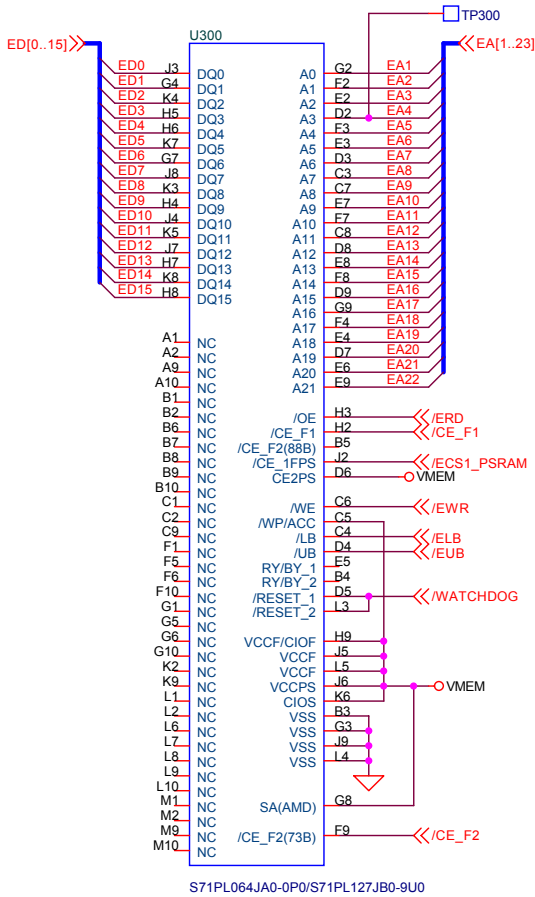 TP300
U300
ED[0..15]
EA[1..23]
ED0 J3 DQ0 A0 G2 EA1
ED1 G4 DQ1 A1 F2 EA2
ED2 K4 DQ2 A2 E2 EA3
ED3 H5 DQ3 A3 D2 EA4
ED4 H6 DQ4 A4 F3 EA5
ED5 K7 DQ5 A5 E3 EA6
ED6 G7 DQ6 A6 D3 EA7
ED7 J8 DQ7 A7 C3 EA8
ED8 K3 DQ8 A8 C7 EA9
ED9 H4 DQ9 A9 E7 EA10
ED10 J4 DQ10 A10 F7 EA11
ED11 K5 DQ11 A11 C8 EA12
ED12 J7 DQ12 A12 D8 EA13
ED13 H7 DQ13 A13 E8 EA14
ED14 K8 DQ14 A14 F8 EA15
ED15 H8 DQ15 A15 D9 EA16
A16 G9 EA17
A17 F4 EA18
A1 NC A18 E4 EA19
A2 NC A19 D7 EA20
A9 NC A20 E6 EA21
A10 NC A21 E9 EA22
B1 NC
B2 NC /OE H3 /ERD
B6 NC /CE_F1 H2 /CE_F1
B7 NC /CE_F2(88B) B5
B8 NC /CE_1FPS J2 /ECS1_PSRAM
B9 NC CE2PS D6 VMEM
B10 NC
C1 NC /WE C6 /EWR
C2 NC /WP/ACC C5
C9 NC /LB C4 /ELB
F1 NC /UB D4 /EUB
F5 NC RY/BY_1 E5
F6 NC RY/BY_2 B4
F10 NC /RESET_1 D5 /WATCHDOG
G1 NC /RESET_2 L3
G5 NC
G6 NC VCCF/CIOF H9
G10 NC VCCF J5
K2 NC VCCF L5
K9 NC VCCPS J6 VMEM
L1 NC CIOS K6
L2 NC VSS B3
L6 NC VSS G3
L7 NC VSS J9
L8 NC VSS L4
L9 NC
L10 NC
M1 NC SA(AMD) G8
M2 NC
M9 NC /CE_F2(73B) F9 /CE_F2
M10 NC
S71PL064JA0-0P0/S71PL127JB0-9U0